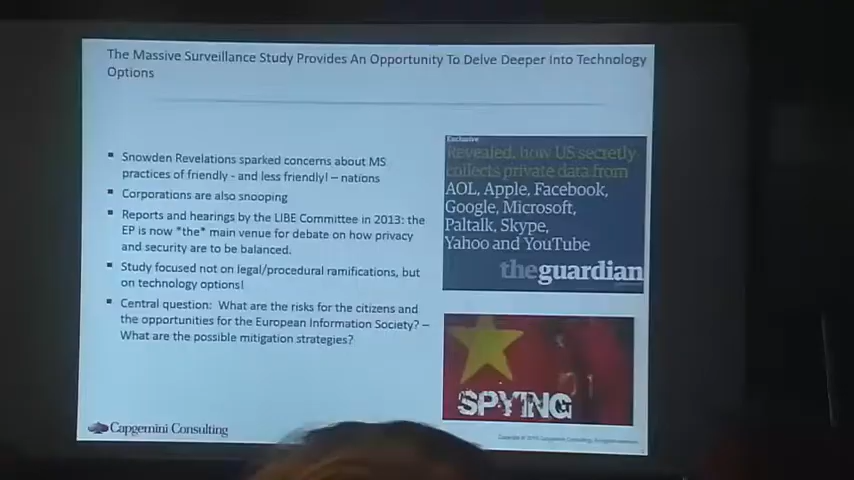 The Massive Surveillance Study Provides An Opportunity To Delve Deeper Into Technology
Options
Snowden Revelations sparked concerns about MS
practices of friendly - and less friendly! – nations
Corporations are also snooping
Reports and hearings by the LIBE Committee in 2013: the
EP is now *the* main venue for debate on how privacy
and security are to be balanced.
Study focused not on legal/procedural ramifications, but
on technology options!
Central question: What are the risks for the citizens and
the opportunities for the European Information Society? –
What are the possible mitigation strategies?
Exclusive
Revealed, how US secretly
collects private data from
AOL, Apple, Facebook,
Google, Microsoft,
Paltalk, Skype,
Yahoo and YouTube
theguardian
SPYING
Capgemini Consulting